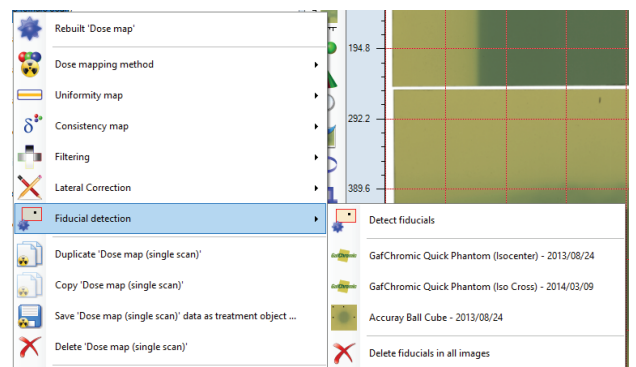 Rebuilt 'Dose map'
Dose mapping method
Uniformity map
Consistency map
Filtering
Lateral Correction
Fiducial detection
Duplicate 'Dose map (single scan)'
Copy 'Dose map (single scan)'
Save 'Dose map (single scan)' data as treatment object ...
Delete 'Dose map (single scan)'
194.8
292.2
389.6
Detect fiducials
GafChromic GafChromic Quick Phantom (Isocenter) - 2013/08/24
GafChromic GafChromic Quick Phantom (Iso Cross) - 2014/03/09
Accuray Ball Cube - 2013/08/24
Delete fiducials in all images